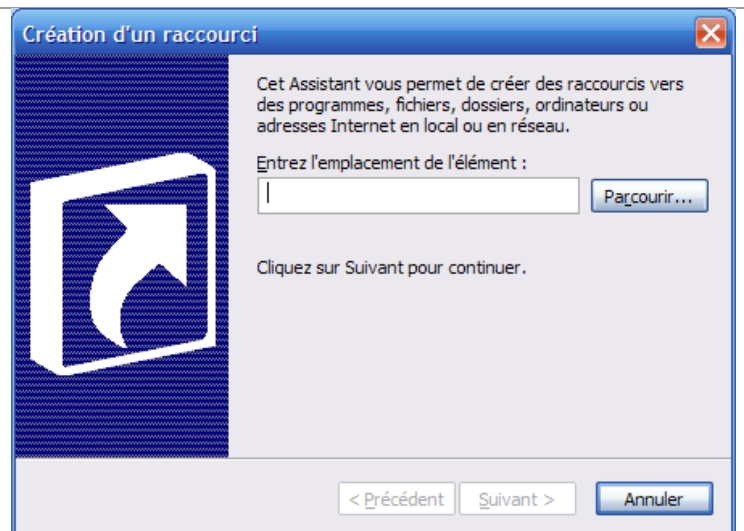 Création d'un raccourci
Cet Assistant vous permet de créer des raccourcis vers
des programmes, fichiers, dossiers, ordinateurs ou
adresses Internet en local ou en réseau.
Entrez l'emplacement de l'élément :
Parcourir...
Cliquez sur Suivant pour continuer.
< Précédent Suivant > Annuler